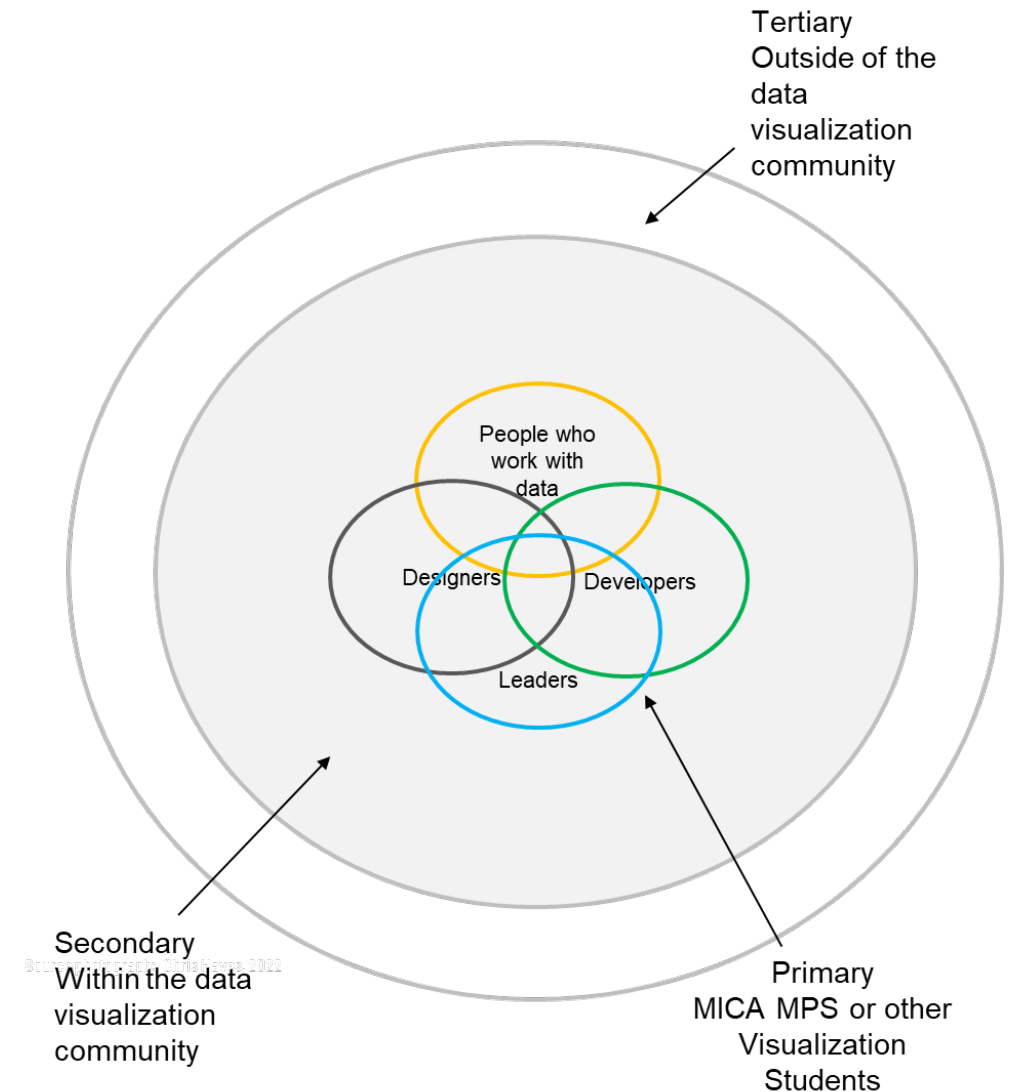 Tertiary
Outside of the
data
visualization
community
People who
work with
data
Designers
Developers
Leaders
Secondary
Within the data
visualization
community
Primary
MICA MPS or other
Visualization
Students